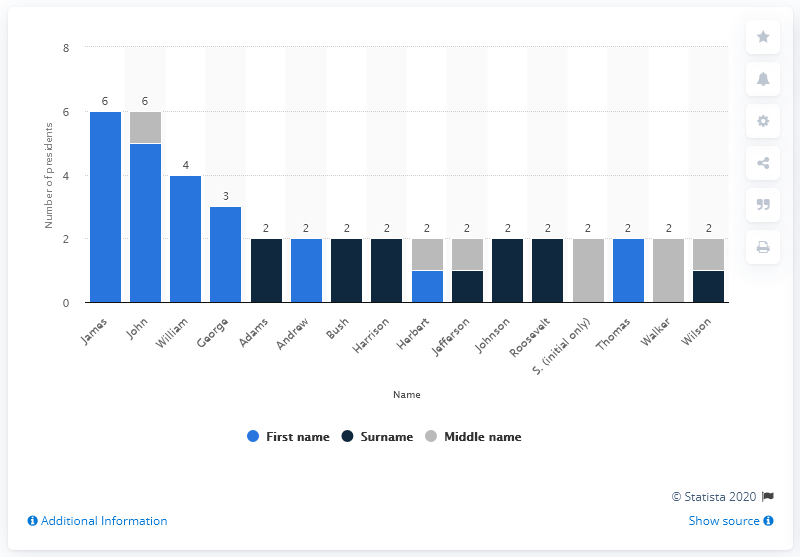 8
6
4
2
0
Number of presidents
6
6
4
3
2
2
2
2
2
2
2
2
2
2
2
2
James
John
William
George
Adams
Andrew
Bush
Harrison
Herbert
Jefferson
Johnson
Roosevelt
S. (initial only)
Thomas
Walker
Wilson
Name
First name
Surname
Middle name
© Statista 2020
Additional Information
Show source